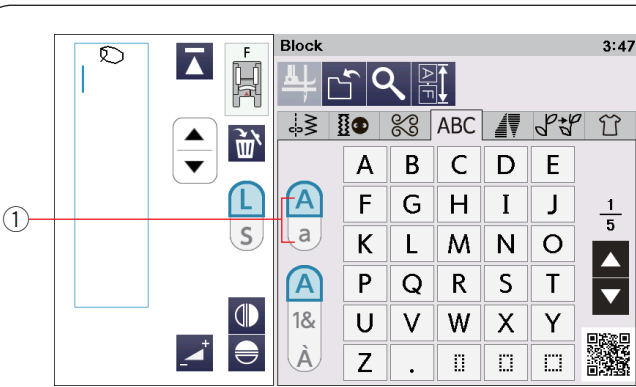 F
Block 3:47
A–F
ABC
A B C D E
L A F G H I J 1/5
①
S a K L M N O
A P Q R S T
1& U V W X Y
À Z .